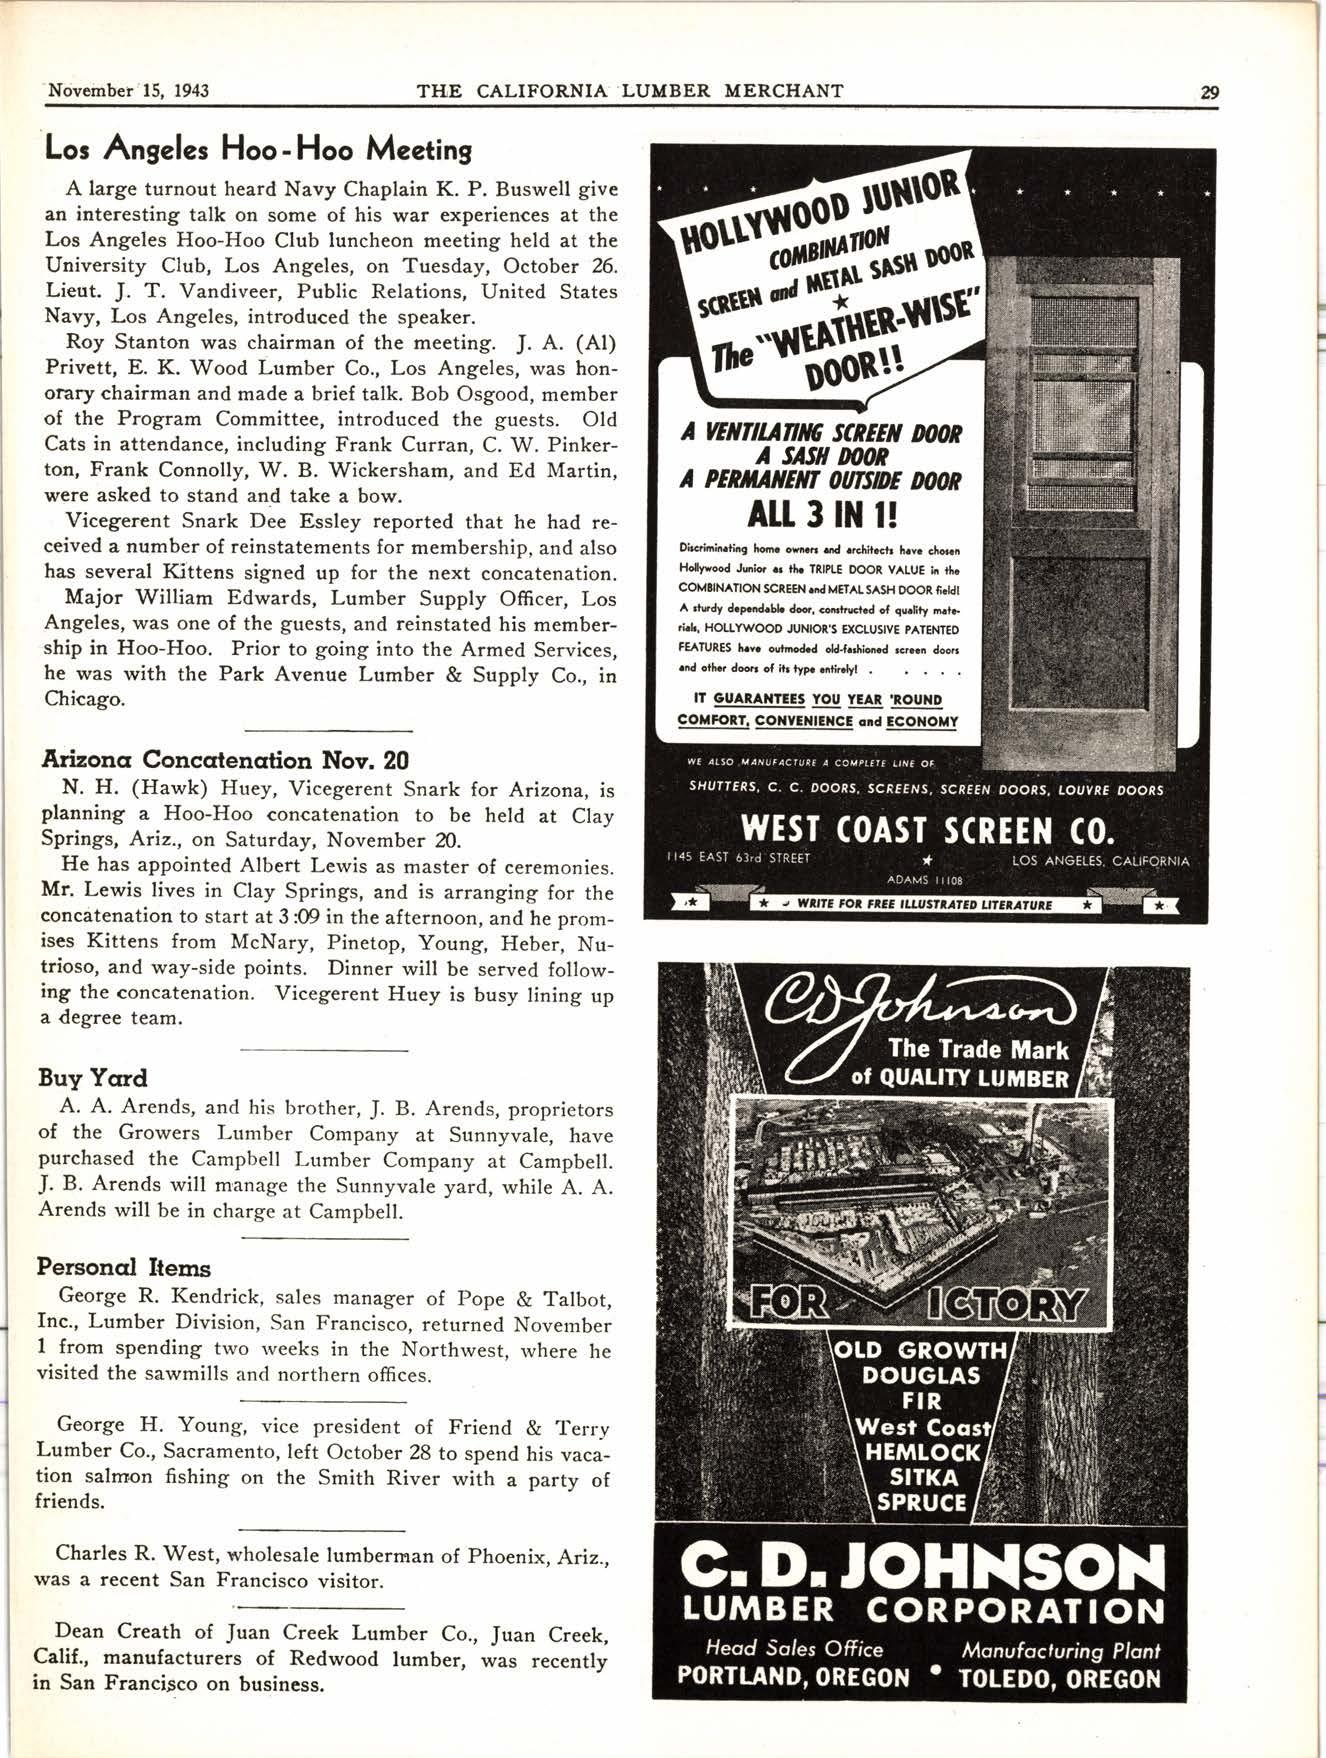 November 15, 1943
THE CALIFORNIA LUMBER MERCHANT
29
Los Angeles Hoo-Hoo Meeting
A large turnout heard Navy Chaplain K. P. Buswell give
an interesting talk on some of his war experiences at the
Los Angeles Hoo-Hoo Club luncheon meeting held at the
University Club, Los Angeles, on Tuesday, October 26.
Lieut. J. T. Vandiveer, Public Relations, United States
Navy, Los Angeles, introduced the speaker.
Roy Stanton was chairman of the meeting. J. A. (Al)
Privett, E. K. Wood Lumber Co., Los Angeles, was hon-
orary chairman and made a brief talk. Bob Osgood, member
of the Program Committee, introduced the guests. Old
Cats in attendance, including Frank Curran, C. W. Pinker-
ton, Frank Connolly, W. B. Wickersham, and Ed Martin,
were asked to stand and take a bow.
Vicegerent Snark Dee Essley reported that he had re-
ceived a number of reinstatements for membership, and also
has several Kittens signed up for the next concatenation.
Major William Edwards, Lumber Supply Officer, Los
Angeles, was one of the guests, and reinstated his member-
ship in Hoo-Hoo. Prior to going into the Armed Services,
he was with the Park Avenue Lumber & Supply Co., in
Chicago.
Arizona Concatenation Nov. 20
N. H. (Hawk) Huey, Vicegerent Snark for Arizona, is
planning a Hoo-Hoo concatenation to be held at Clay
Springs, Ariz., on Saturday, November 20.
He has appointed Albert Lewis as master of ceremonies.
Mr. Lewis lives in Clay Springs, and is arranging for the
concatenation to start at 3:09 in the afternoon, and he prom-
ises Kittens from McNary, Pinetop, Young, Heber, Nu-
trioso, and way-side points. Dinner will be served follow-
ing the concatenation. Vicegerent Huey is busy lining up
a degree team.
Buy Yard
A. A. Arends, and his brother, J. B. Arends, proprietors
of the Growers Lumber Company at Sunnyvale, have
purchased the Campbell Lumber Company at Campbell.
J. B. Arends will manage the Sunnyvale yard, while A. A.
Arends will be in charge at Campbell.
Personal Items
George R. Kendrick, sales manager of Pope & Talbot,
Inc., Lumber Division, San Francisco, returned November
1 from spending two weeks in the Northwest, where he
visited the sawmills and northern offices.
George H. Young, vice president of Friend & Terry
Lumber Co., Sacramento, left October 28 to spend his vaca-
tion salmon fishing on the Smith River with a party of
friends.
Charles R. West, wholesale lumberman of Phoenix, Ariz.,
was a recent San Francisco visitor.
Dean Creath of Juan Creek Lumber Co., Juan Creek,
Calif., manufacturers of Redwood lumber, was recently
in San Francisco on business.
HOLLYWOOD JUNIOR
COMBINATION
SCREEN and METAL SASH DOOR
The "WEATHER-WISE"
DOOR!!
A VENTILATING SCREEN DOOR
A SASH DOOR
A PERMANENT OUTSIDE DOOR
ALL 3 IN 1!
Discriminating home owners and architects have chosen
Hollywood Junior as the TRIPLE DOOR VALUE in the
COMBINATION SCREEN and METAL SASH DOOR field!
A sturdy dependable door, constructed of quality mate-
rials, HOLLYWOOD JUNIOR'S EXCLUSIVE PATENTED
FEATURES have outmoded old-fashioned screen doors
and other doors of its type entirely! . . . . .
IT GUARANTEES YOU YEAR 'ROUND
COMFORT, CONVENIENCE and ECONOMY
WE ALSO MANUFACTURE A COMPLETE LINE OF
SHUTTERS, C. C. DOORS, SCREENS, SCREEN DOORS, LOUVRE DOORS
WEST COAST SCREEN CO.
1145 EAST 63rd STREET
LOS ANGELES, CALIFORNIA
ADAMS 11108
WRITE FOR FREE ILLUSTRATED LITERATURE
CD Johnson
The Trade Mark
of QUALITY LUMBER
FOR VICTORY
OLD GROWTH
DOUGLAS
FIR
West Coast
HEMLOCK
SITKA
SPRUCE
C. D. JOHNSON
LUMBER CORPORATION
Head Sales Office
Manufacturing Plant
PORTLAND, OREGON • TOLEDO, OREGON